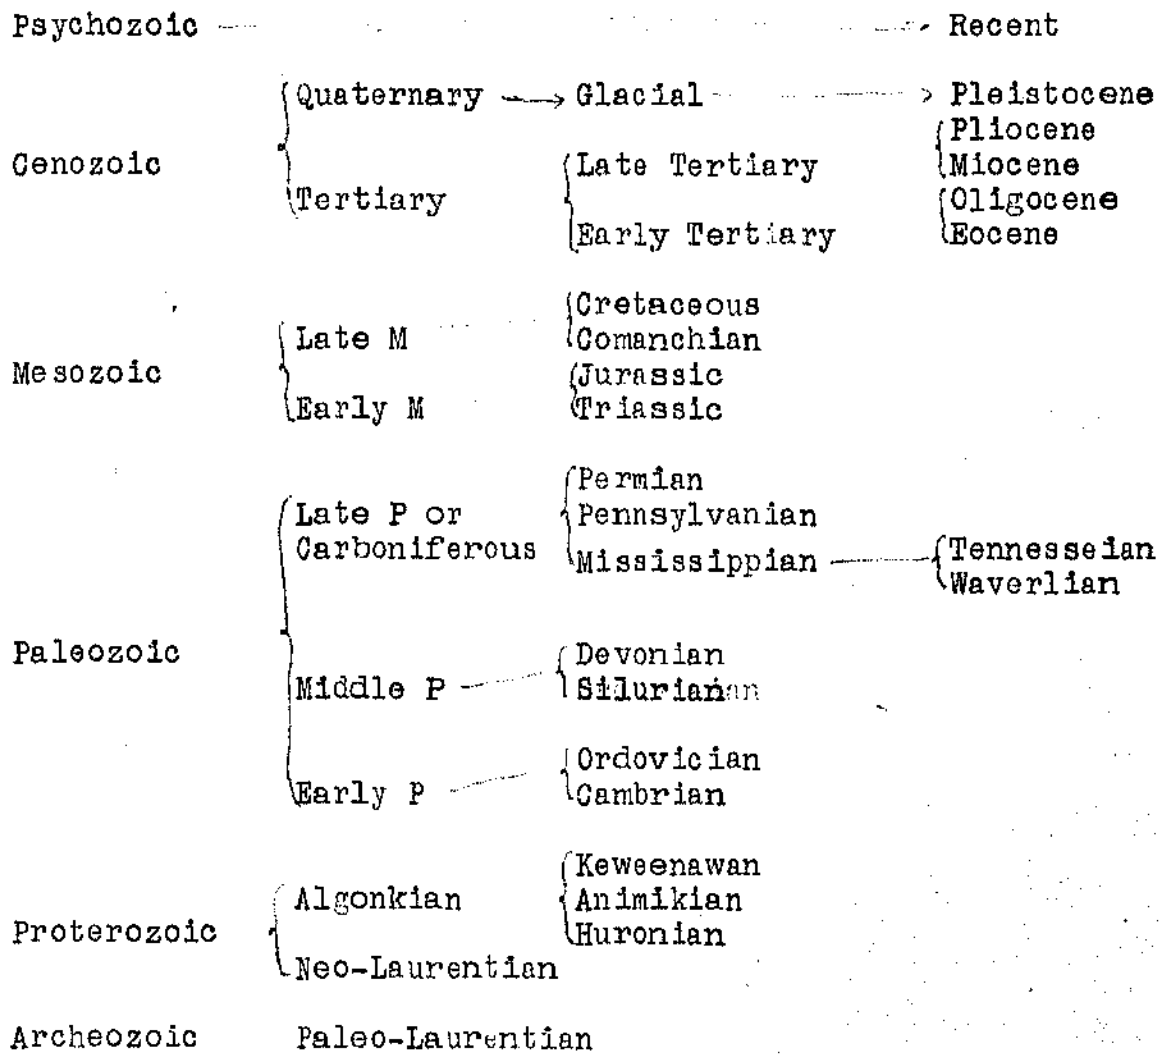 Psychozoic Recent
Quaternary Glacial Pleistocene
Pliocene
Cenozoic Late Tertiary Miocene
Tertiary Oligocene
Early Tertiary Eocene
Cretaceous
Late M Comanchian
Mesozoic Jurassic
Early M Triassic
Permian
Late P or Pennsylvanian
Carboniferous Mississippian Tennesseian
Waverlian
Paleozoic Devonian
Middle P Silurian
Ordovician
Early P Cambrian
Keweenawan
Algonkian Animikian
Proterozoic Huronian
Neo-Laurentian
Archeozoic Paleo-Laurentian